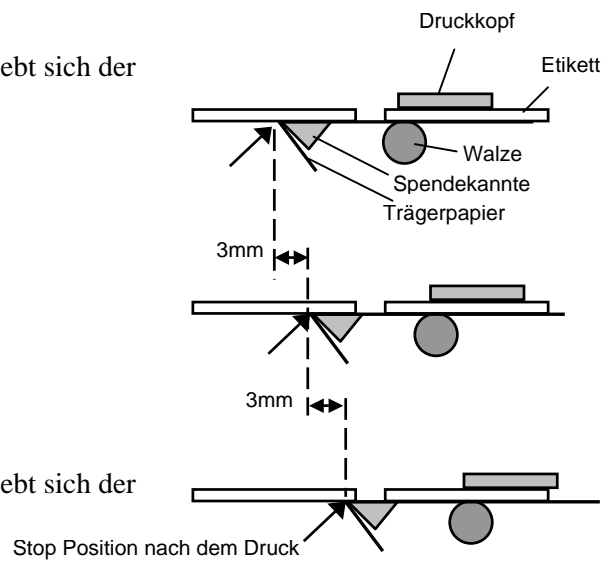 Druckkopf
ebt sich der
Etikett
Walze
Spendekannte
Trägerpapier
3mm
3mm
ebt sich der
Stop Position nach dem Druck